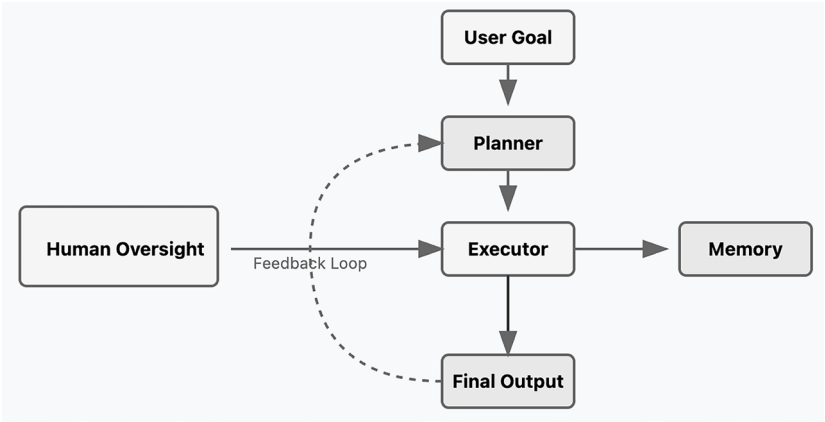 User Goal
Planner
Human Oversight
Executor
Memory
Feedback Loop
Final Output